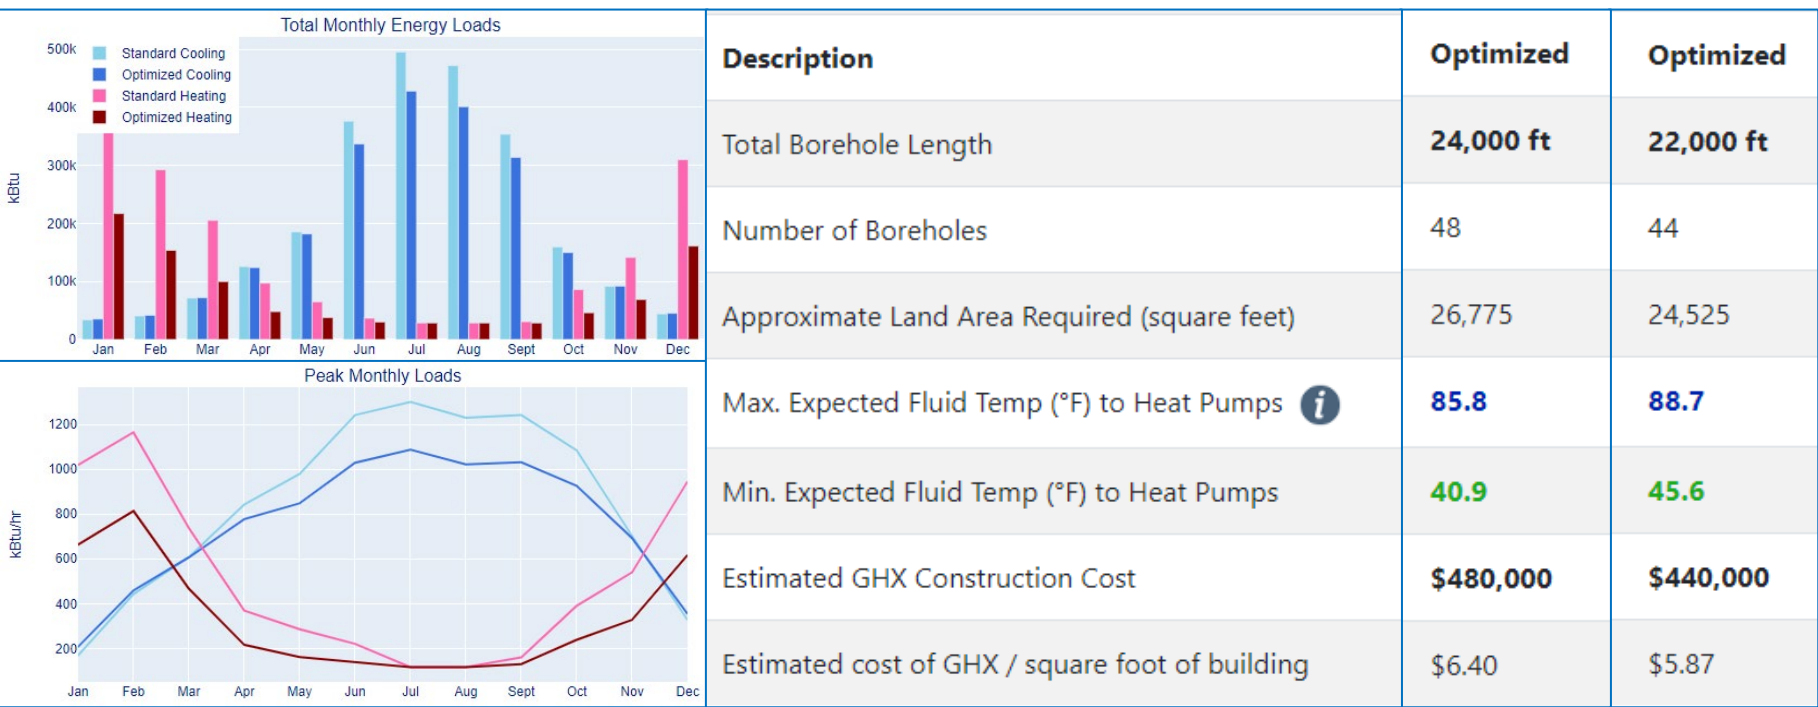 Total Monthly Energy Loads
500k
400k
300k
200k
100k
0
kBtu
Standard Cooling
Optimized Cooling
Standard Heating
Optimized Heating
Jan Feb Mar Apr May Jun Jul Aug Sept Oct Nov Dec
Peak Monthly Loads
1200
1000
800
600
400
200
kBtu/hr
Jan Feb Mar Apr May Jun Jul Aug Sept Oct Nov Dec
Description Optimized Optimized
Total Borehole Length 24,000 ft 22,000 ft
Number of Boreholes 48 44
Approximate Land Area Required (square feet) 26,775 24,525
Max. Expected Fluid Temp (°F) to Heat Pumps i 85.8 88.7
Min. Expected Fluid Temp (°F) to Heat Pumps 40.9 45.6
Estimated GHX Construction Cost $480,000 $440,000
Estimated cost of GHX / square foot of building $6.40 $5.87